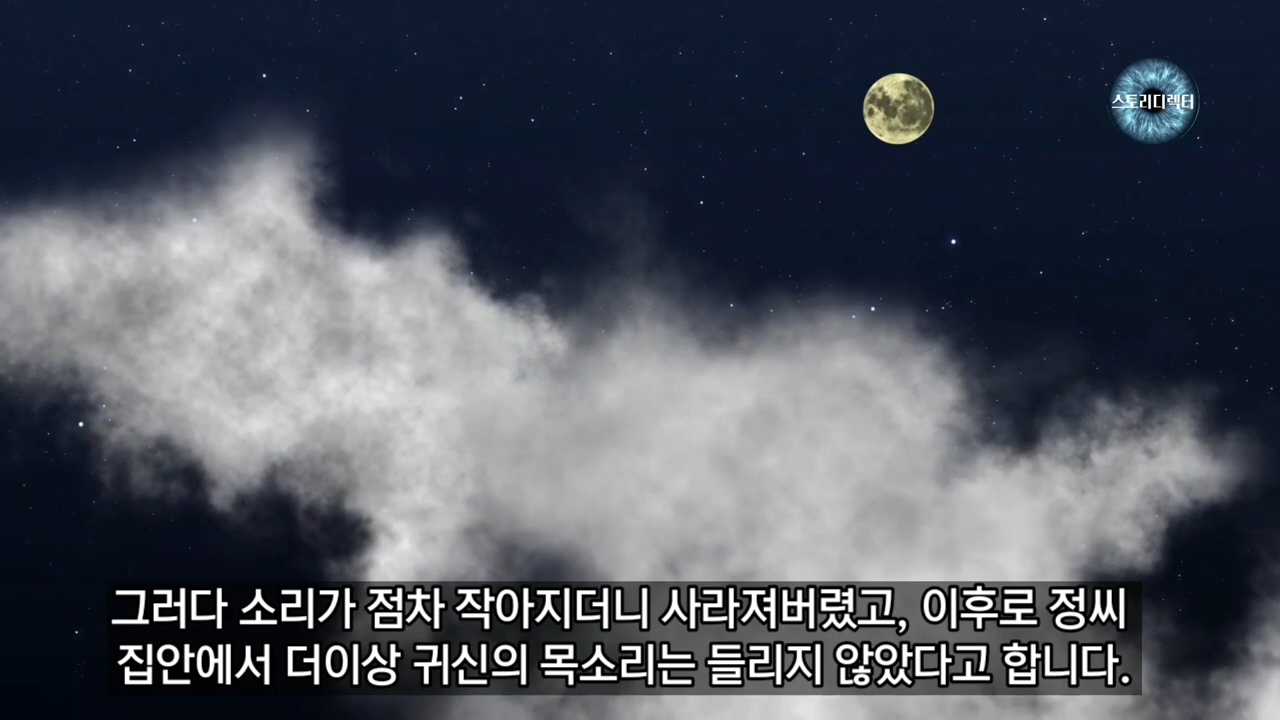 스토리디렉터
그러다 소리가 점차 작아지더니 사라져버렸고, 이후로 정씨
집안에서 더이상 귀신의 목소리는 들리지 않았다고 합니다.